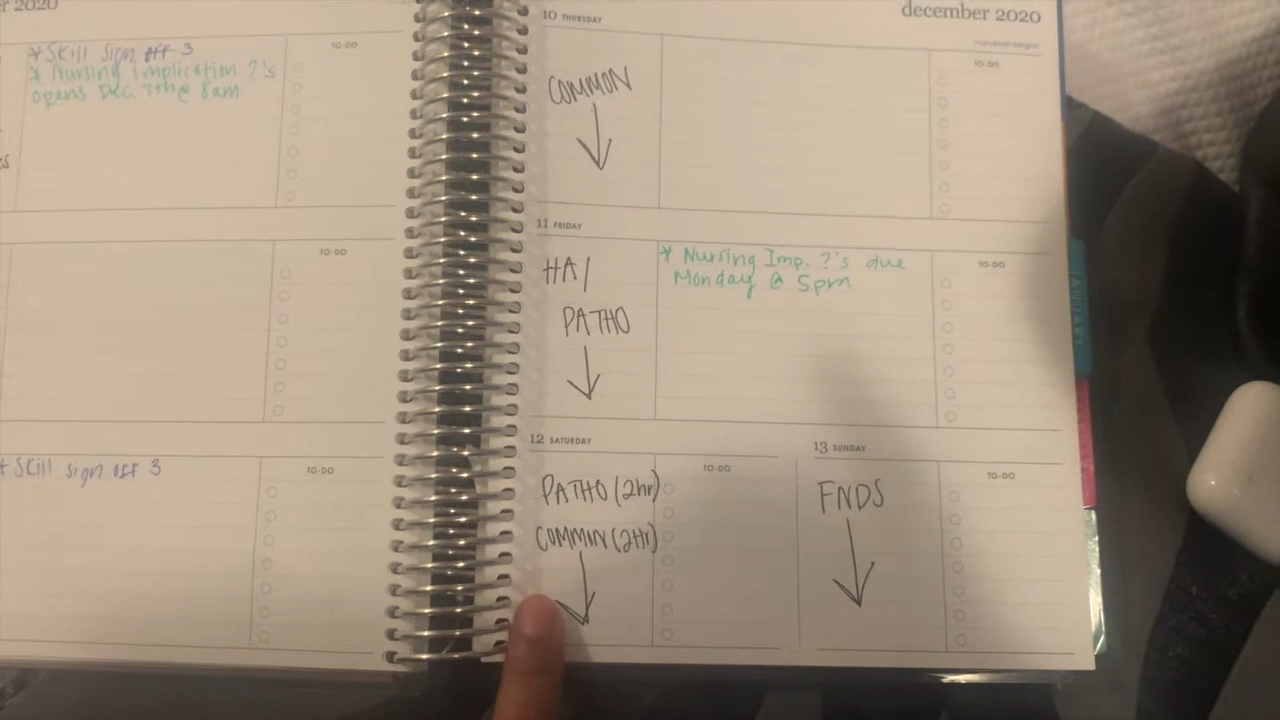 2020
* Skill Sign off 3
* Nursing implication ?'s
opens Dec. 7th @ 8am
TO-DO
TO-DO
* Skill sign off 3
TO-DO
december 2020
10 THURSDAY
TO-DO
COMMON
11 FRIDAY
HA/
PATHO
* Nursing Imp. ?'s due
Monday @ 5pm
TO-DO
12 SATURDAY
PATHO (2hr)
COMMON (2Hr)
TO-DO
13 SUNDAY
FNDS
TO-DO
JANUARY